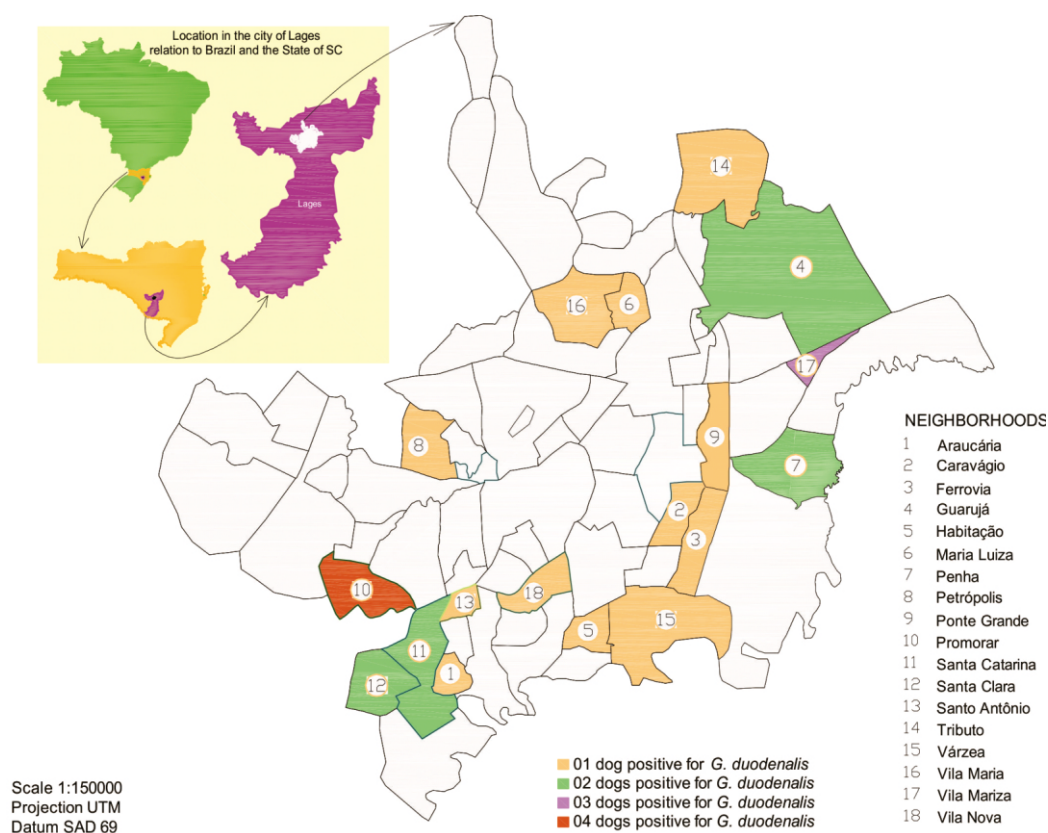 Location in the city of Lages
relation to Brazil and the State of SC
Lages
14
4
16
6
17
8
9
7
2
3
10
13
18
5
15
11
1
12
NEIGHBORHOODS
1 Araucária
2 Caravágio
3 Ferrovia
4 Guarujá
5 Habitação
6 Maria Luiza
7 Penha
8 Petrópolis
9 Ponte Grande
10 Promorar
11 Santa Catarina
12 Santa Clara
13 Santo Antônio
14 Tributo
15 Várzea
16 Vila Maria
17 Vila Mariza
18 Vila Nova
01 dog positive for G. duodenalis
02 dogs positive for G. duodenalis
03 dogs positive for G. duodenalis
04 dogs positive for G. duodenalis
Scale 1:150000
Projection UTM
Datum SAD 69